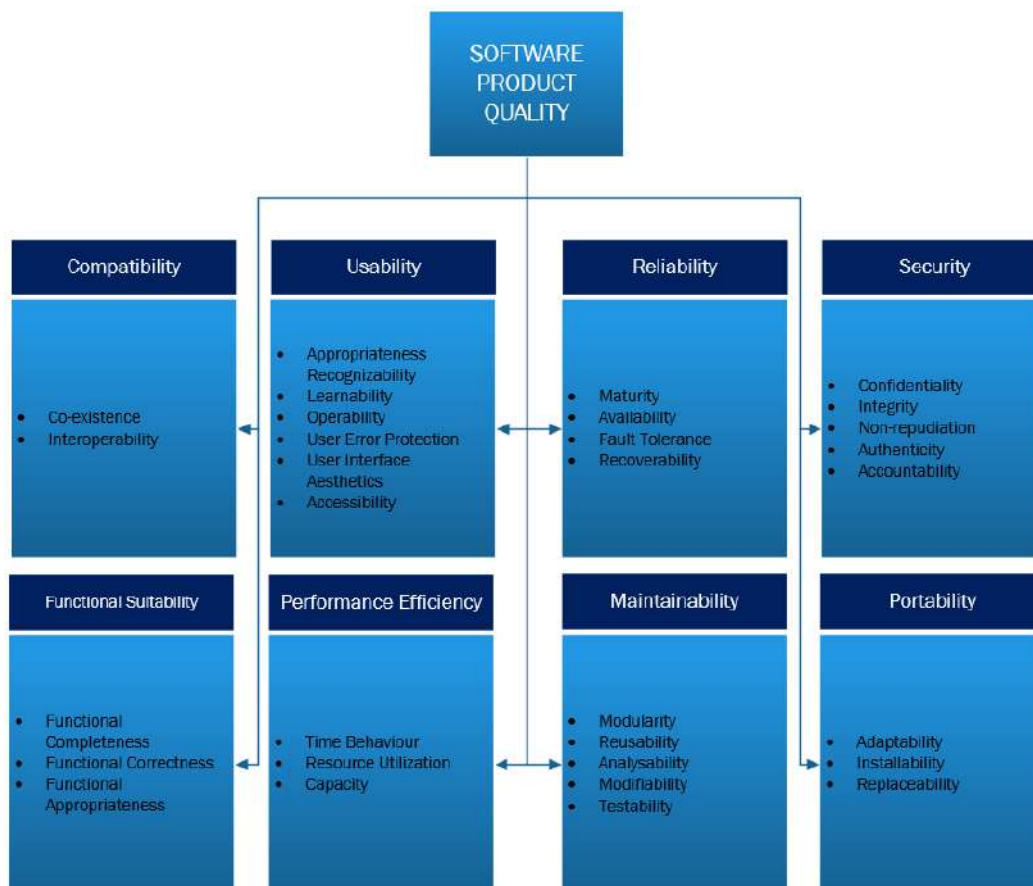 SOFTWARE
PRODUCT
QUALITY
Compatibility
• Co-existence
• Interoperability
Usability
• Appropriateness
Recognizability
• Learnability
• Operability
• User Error Protection
• User Interface
Aesthetics
• Accessibility
Reliability
• Maturity
• Availability
• Fault Tolerance
• Recoverability
Security
• Confidentiality
• Integrity
• Non-repudiation
• Authenticity
• Accountability
Functional Suitability
• Functional
Completeness
• Functional Correctness
• Functional
Appropriateness
Performance Efficiency
• Time Behaviour
• Resource Utilization
• Capacity
Maintainability
• Modularity
• Reusability
• Analysability
• Modifiability
• Testability
Portability
• Adaptability
• Installability
• Replaceability